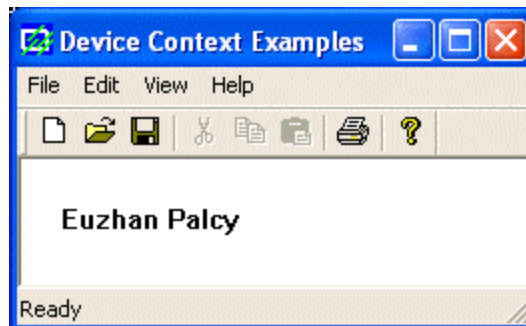 Device Context Examples
File Edit View Help
Euzhan Palcy
Ready